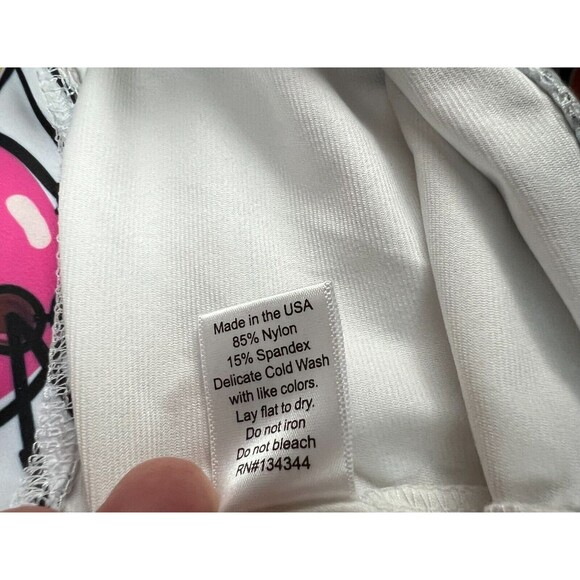 Made in the USA
85% Nylon
15% Spandex
Delicate Cold Wash
with like colors.
Lay flat to dry.
Do not iron
Do not bleach
RN#134344